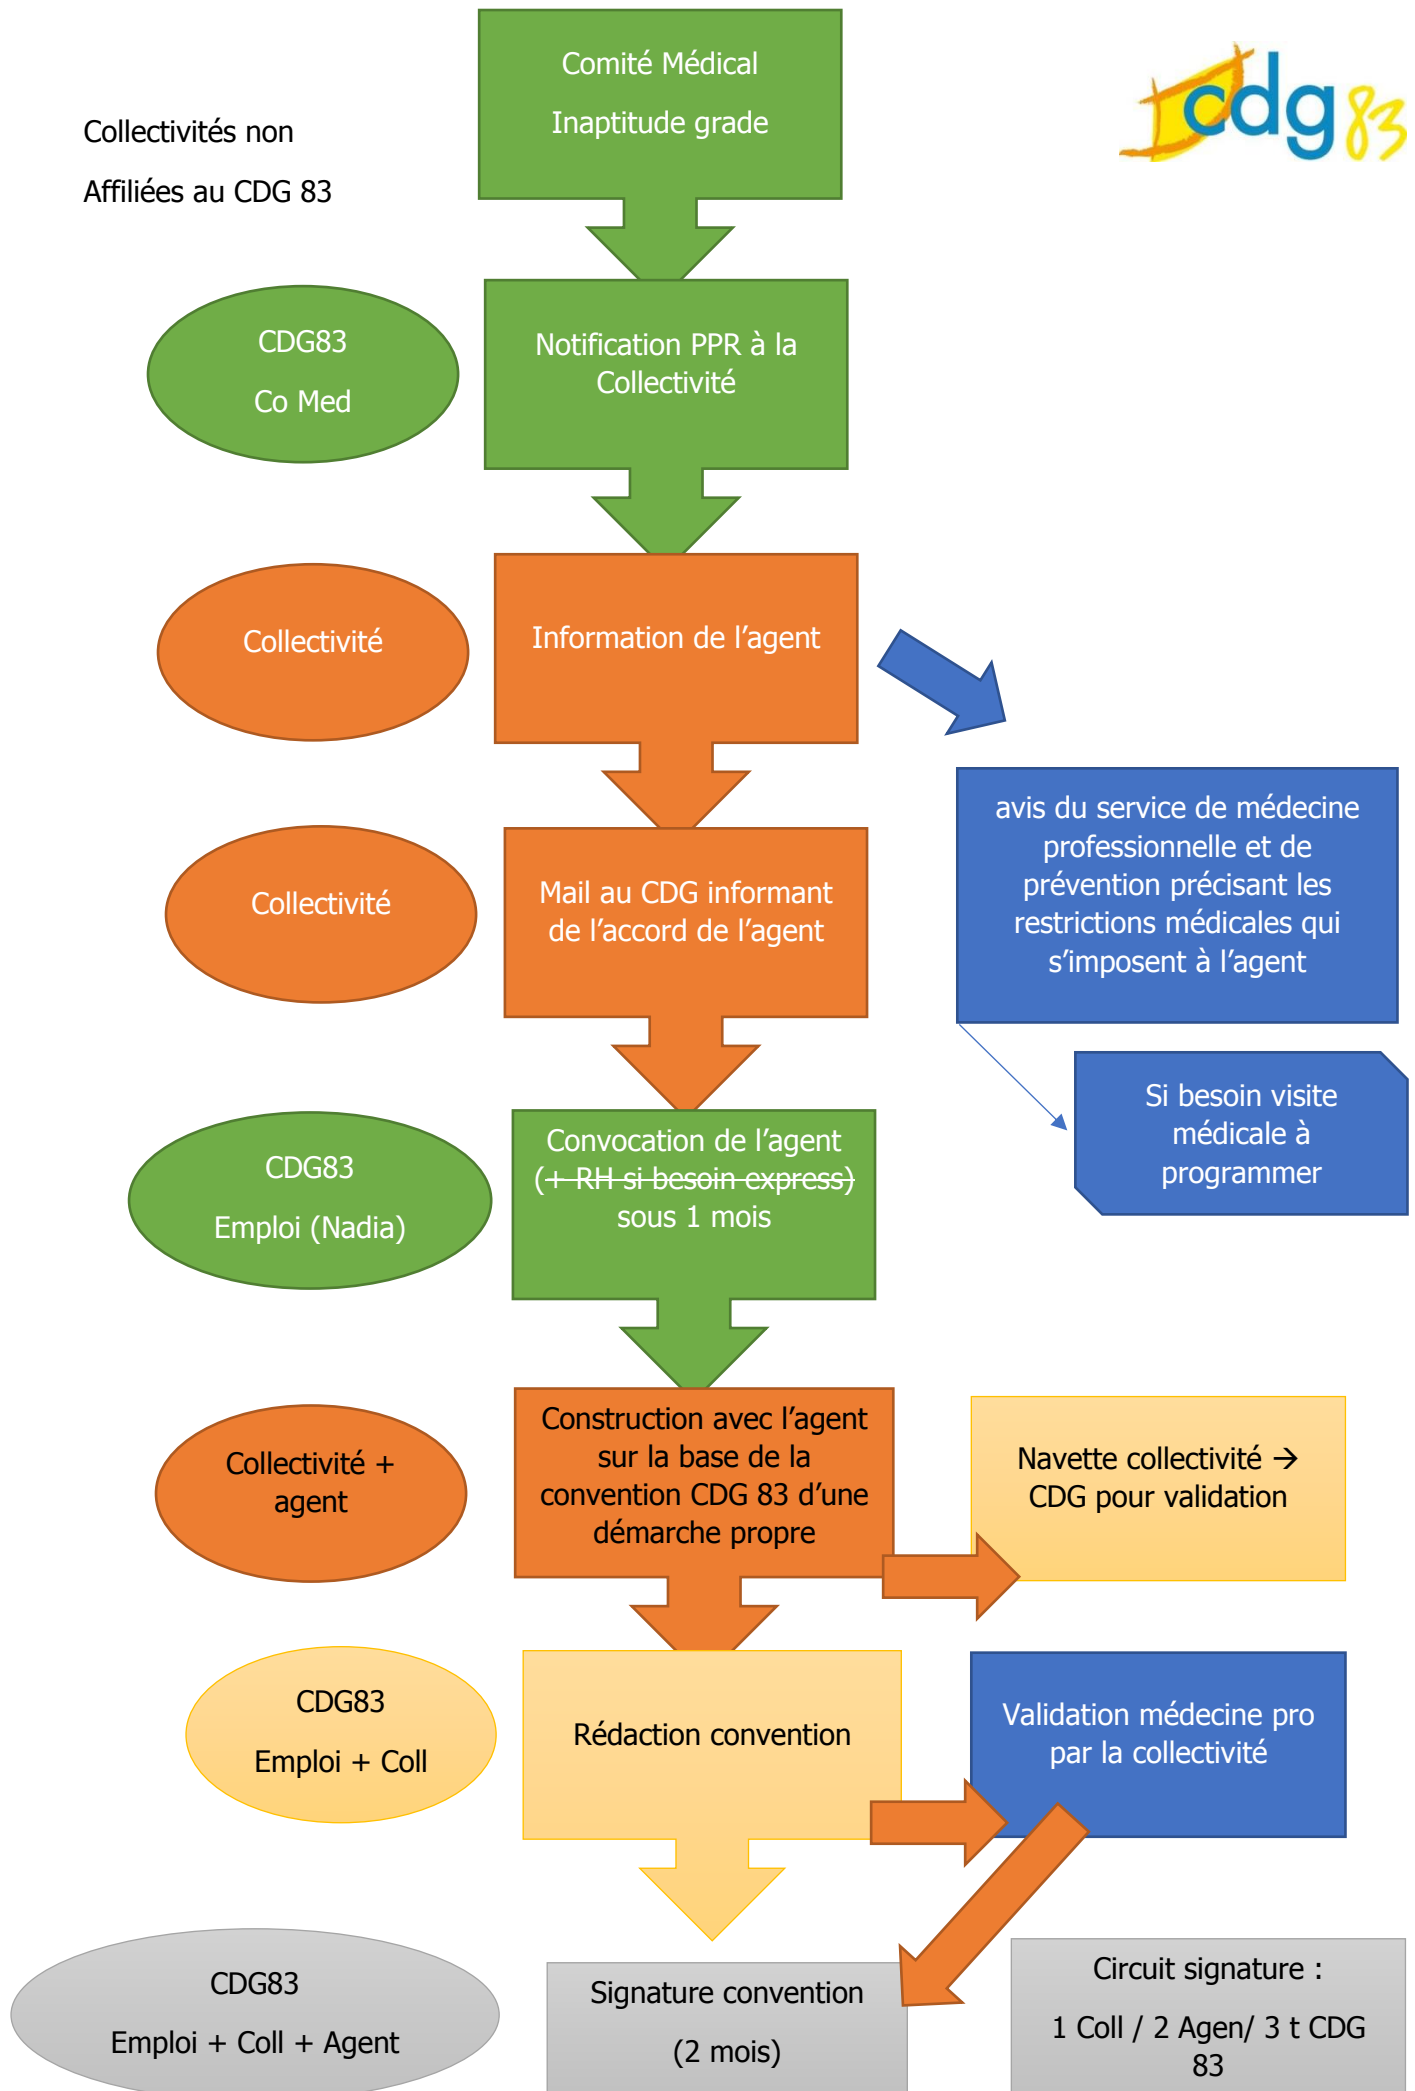 Comité Médical
Inaptitude grade
cdg 83
Collectivités non
Affiliées au CDG 83
CDG83
Co Med
Notification PPR à la
Collectivité
Collectivité
Information de l’agent
avis du service de médecine
professionnelle et de
prévention précisant les
restrictions médicales qui
s’imposent à l’agent
Collectivité
Mail au CDG informant
de l’accord de l’agent
Si besoin visite
médicale à
programmer
CDG83
Emploi (Nadia)
Convocation de l’agent
(+ RH si besoin express)
sous 1 mois
Collectivité +
agent
Construction avec l’agent
sur la base de la
convention CDG 83 d’une
démarche propre
Navette collectivité →
CDG pour validation
CDG83
Emploi + Coll
Rédaction convention
Validation médecine pro
par la collectivité
CDG83
Emploi + Coll + Agent
Signature convention
(2 mois)
Circuit signature :
1 Coll / 2 Agen/ 3 t CDG
83